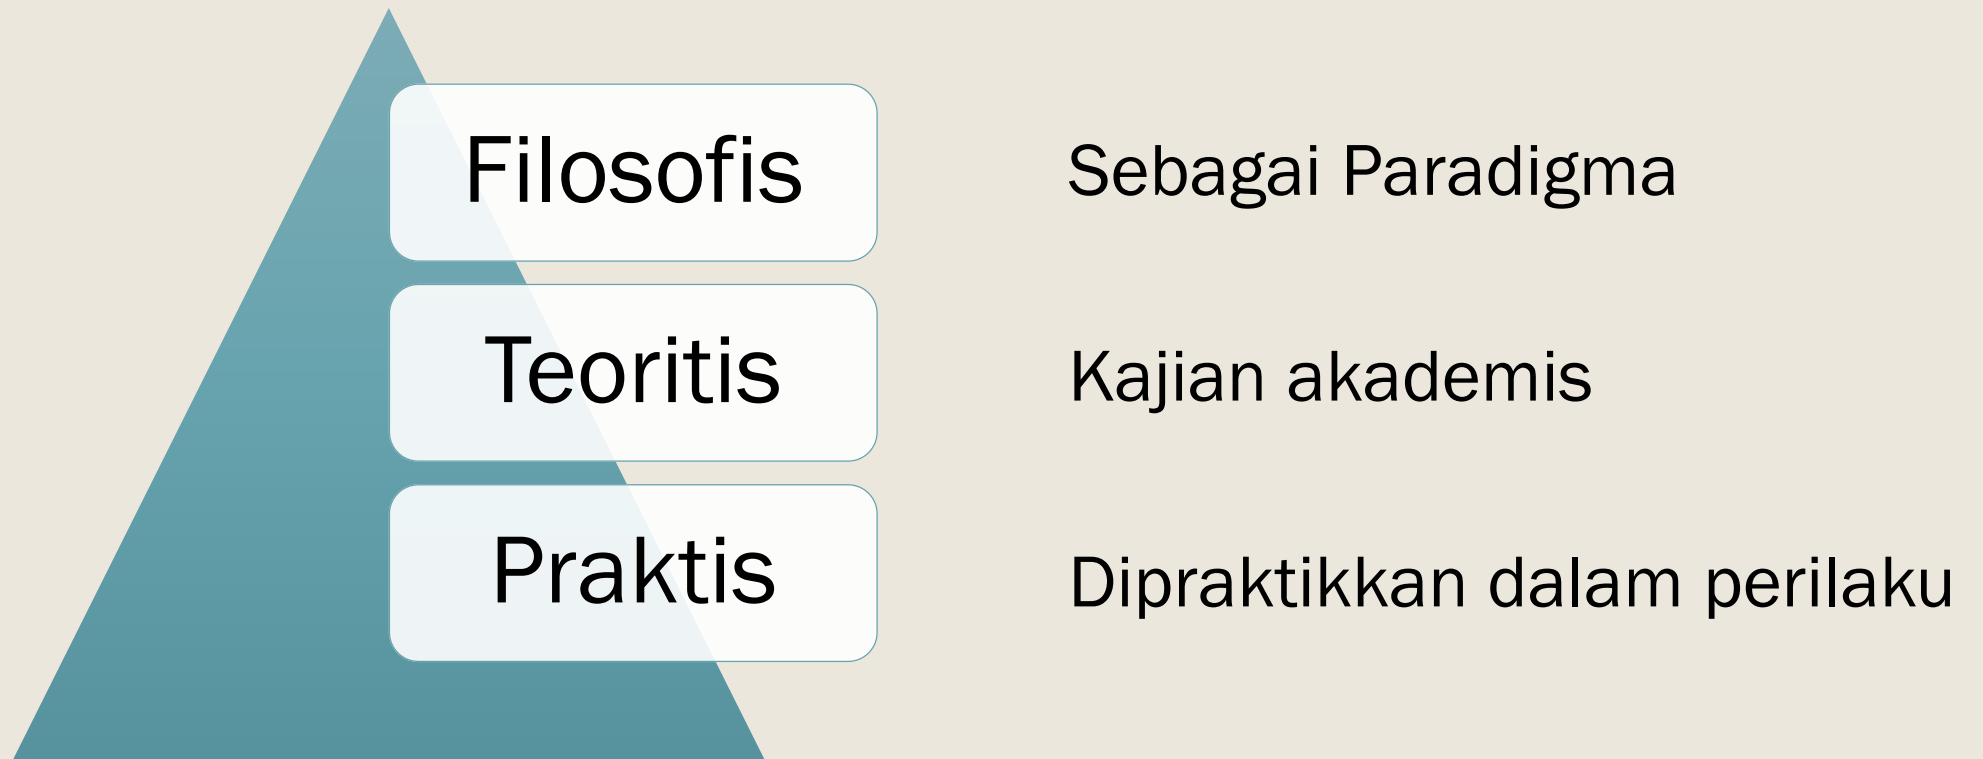 Filosofis
Sebagai Paradigma
Teoritis
Kajian akademis
Praktis
Dipraktikkan dalam perilaku